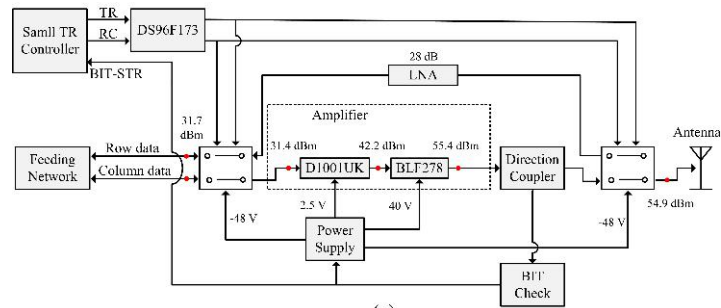 Samll TR
Controller
TR
RC
BIT-STR
DS96F173
28 dB
LNA
31.7
dBm
Amplifier
Antenna
Row data
Column data
Feeding
Network
31.4 dBm
42.2 dBm
55.4 dBm
D1001UK
BLF278
Direction
Coupler
54.9 dBm
-48 V
2.5 V
40 V
-48 V
Power
Supply
BIT
Check